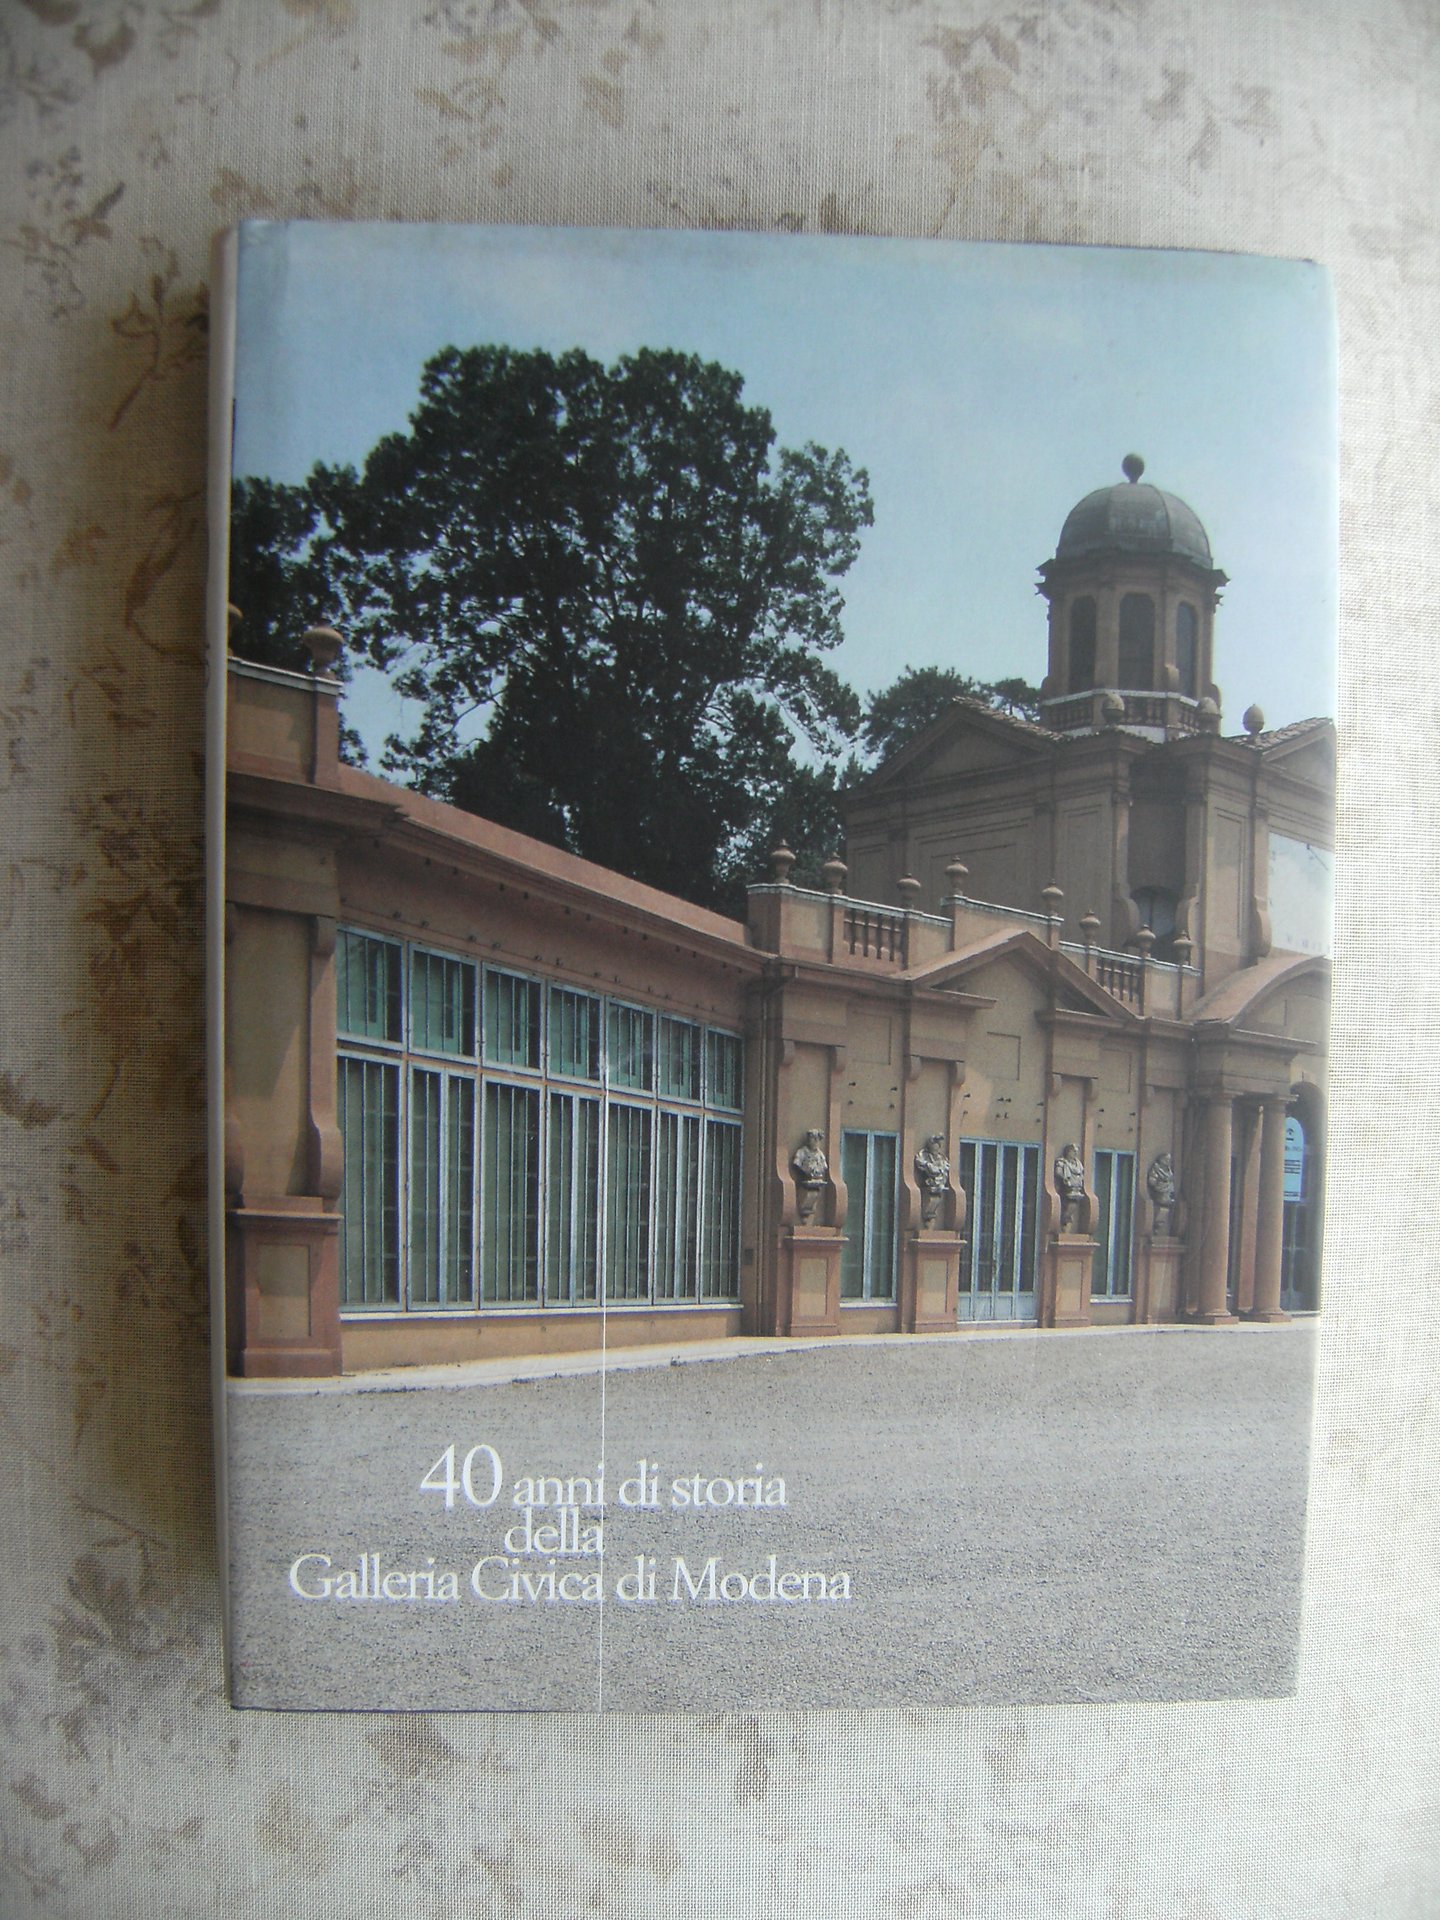 40 anni di storia
della
Galleria Civica di Modena